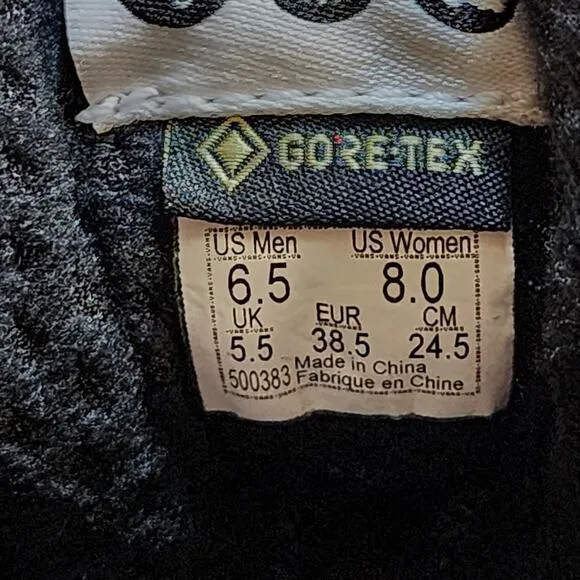 GORE-TEX
US Men US Women
6.5 8.0
UK EUR CM
5.5 38.5 24.5
Made in China
500383 Fabrique en Chine